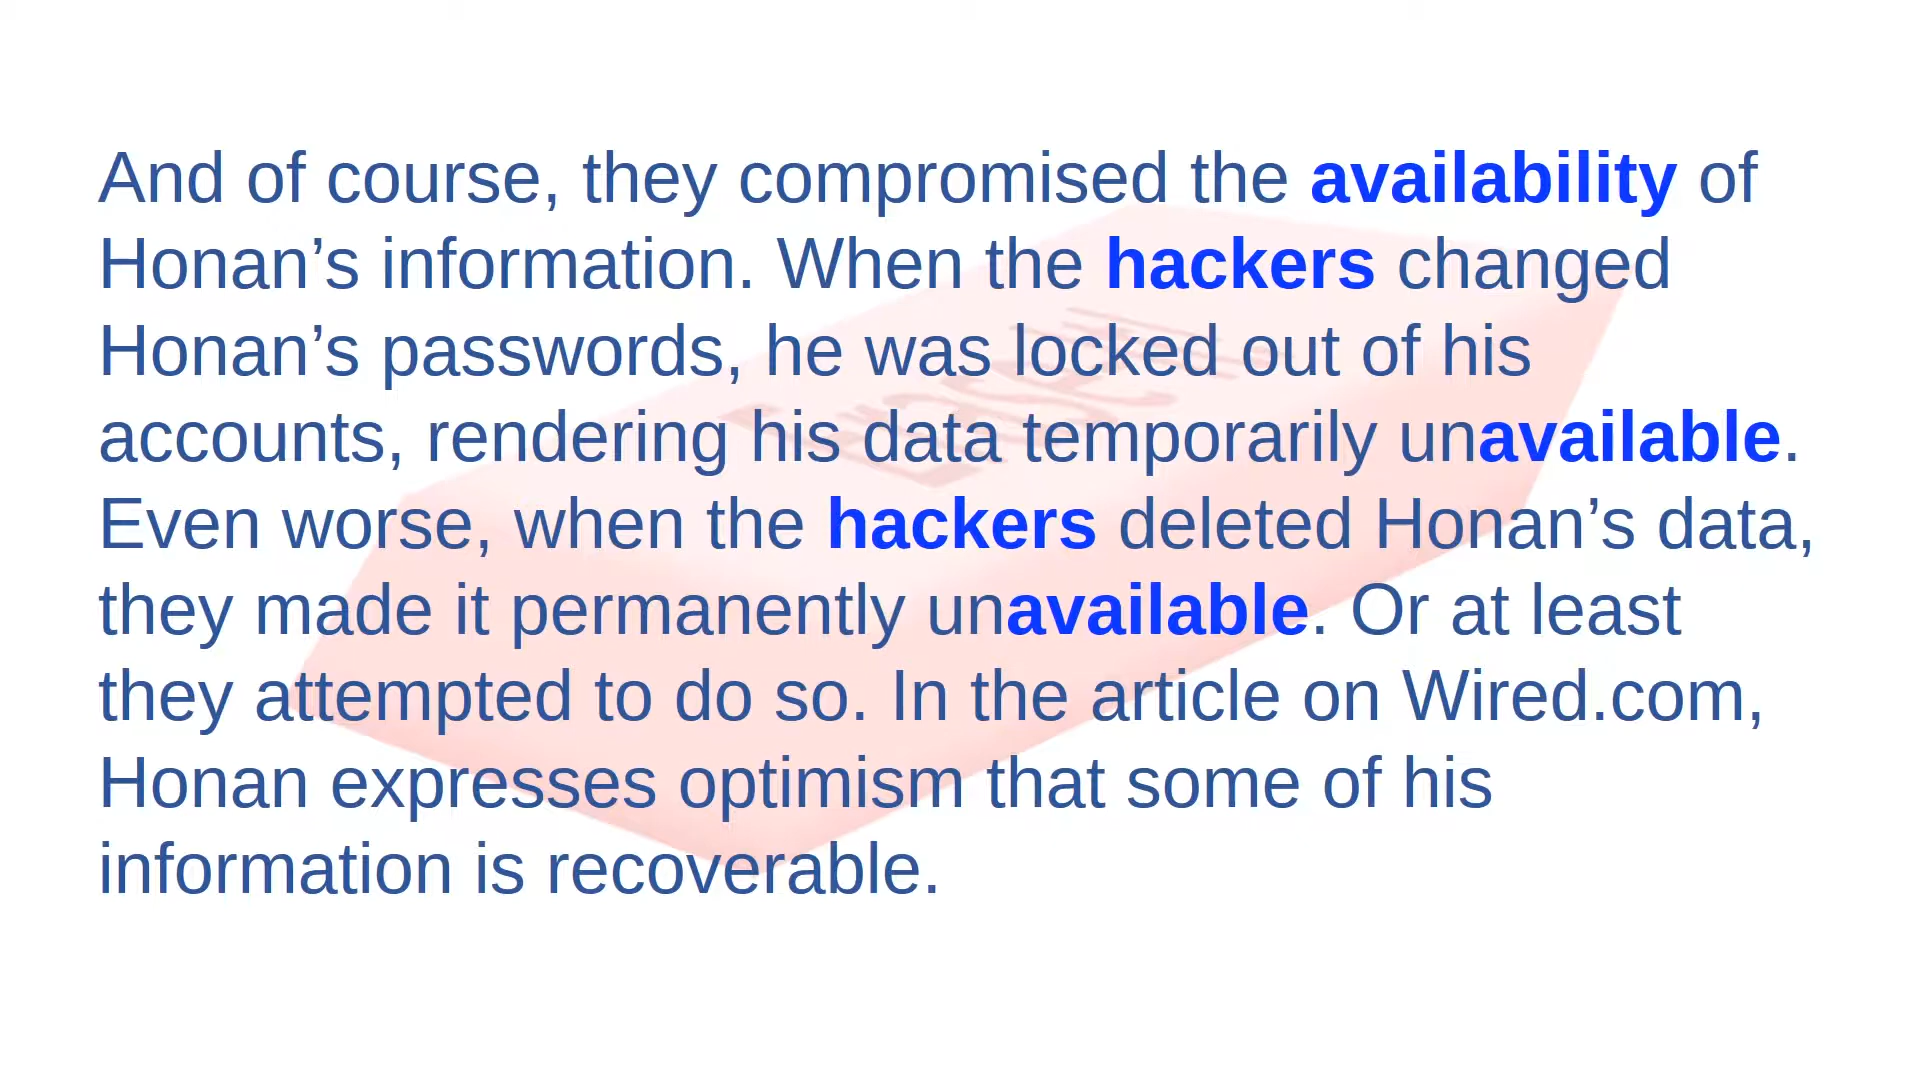 And of course, they compromised the availability of
Honan’s information. When the hackers changed
Honan’s passwords, he was locked out of his
accounts, rendering his data temporarily unavailable.
Even worse, when the hackers deleted Honan’s data,
they made it permanently unavailable. Or at least
they attempted to do so. In the article on Wired.com,
Honan expresses optimism that some of his
information is recoverable.